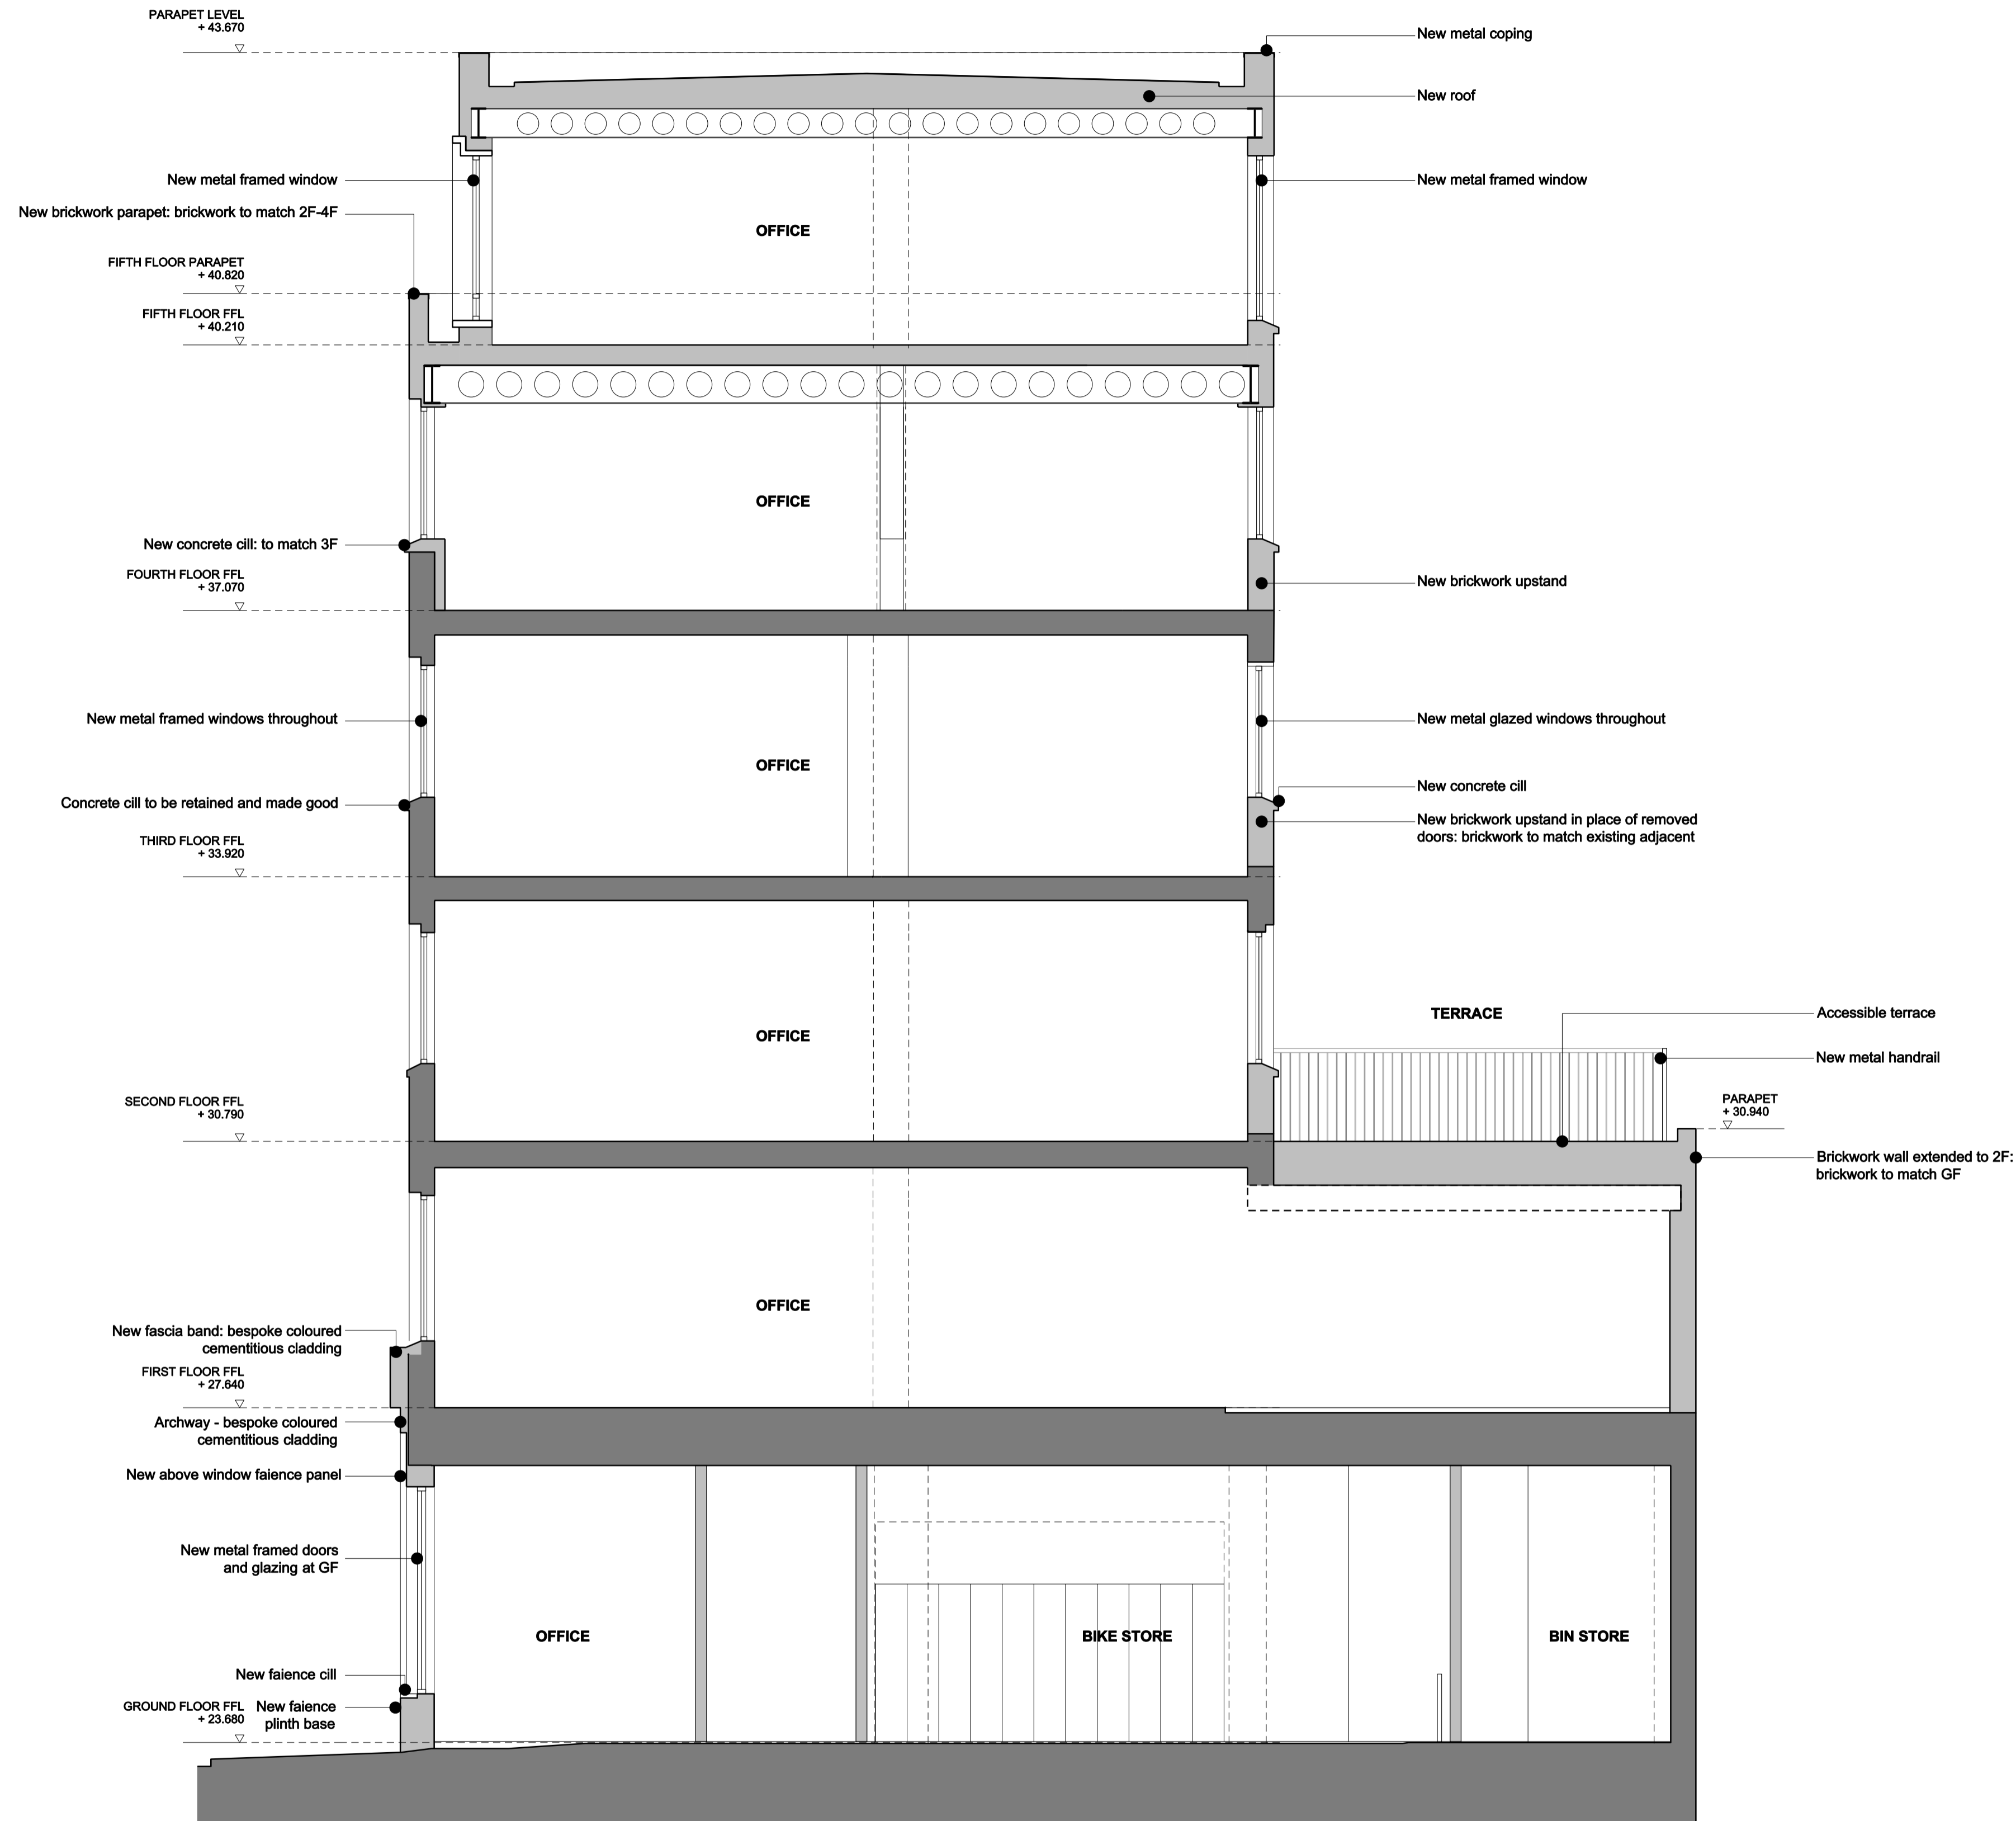 PARAPET LEVEL
+ 43.670
New metal coping
New roof
New metal framed window
New metal framed window
New brickwork parapet: brickwork to match 2F-4F
OFFICE
FIFTH FLOOR PARAPET
+ 40.820
FIFTH FLOOR FFL
+ 40.210
OFFICE
New concrete cill: to match 3F
FOURTH FLOOR FFL
+ 37.070
New brickwork upstand
New metal framed windows throughout
New metal glazed windows throughout
OFFICE
New concrete cill
Concrete cill to be retained and made good
New brickwork upstand in place of removed
doors: brickwork to match existing adjacent
THIRD FLOOR FFL
+ 33.920
TERRACE
Accessible terrace
OFFICE
New metal handrail
SECOND FLOOR FFL
+ 30.790
PARAPET
+ 30.940
Brickwork wall extended to 2F:
brickwork to match GF
OFFICE
New fascia band: bespoke coloured
cementitious cladding
FIRST FLOOR FFL
+ 27.640
Archway - bespoke coloured
cementitious cladding
New above window faience panel
New metal framed doors
and glazing at GF
OFFICE
BIKE STORE
BIN STORE
New faience cill
GROUND FLOOR FFL
+ 23.680
New faience
plinth base